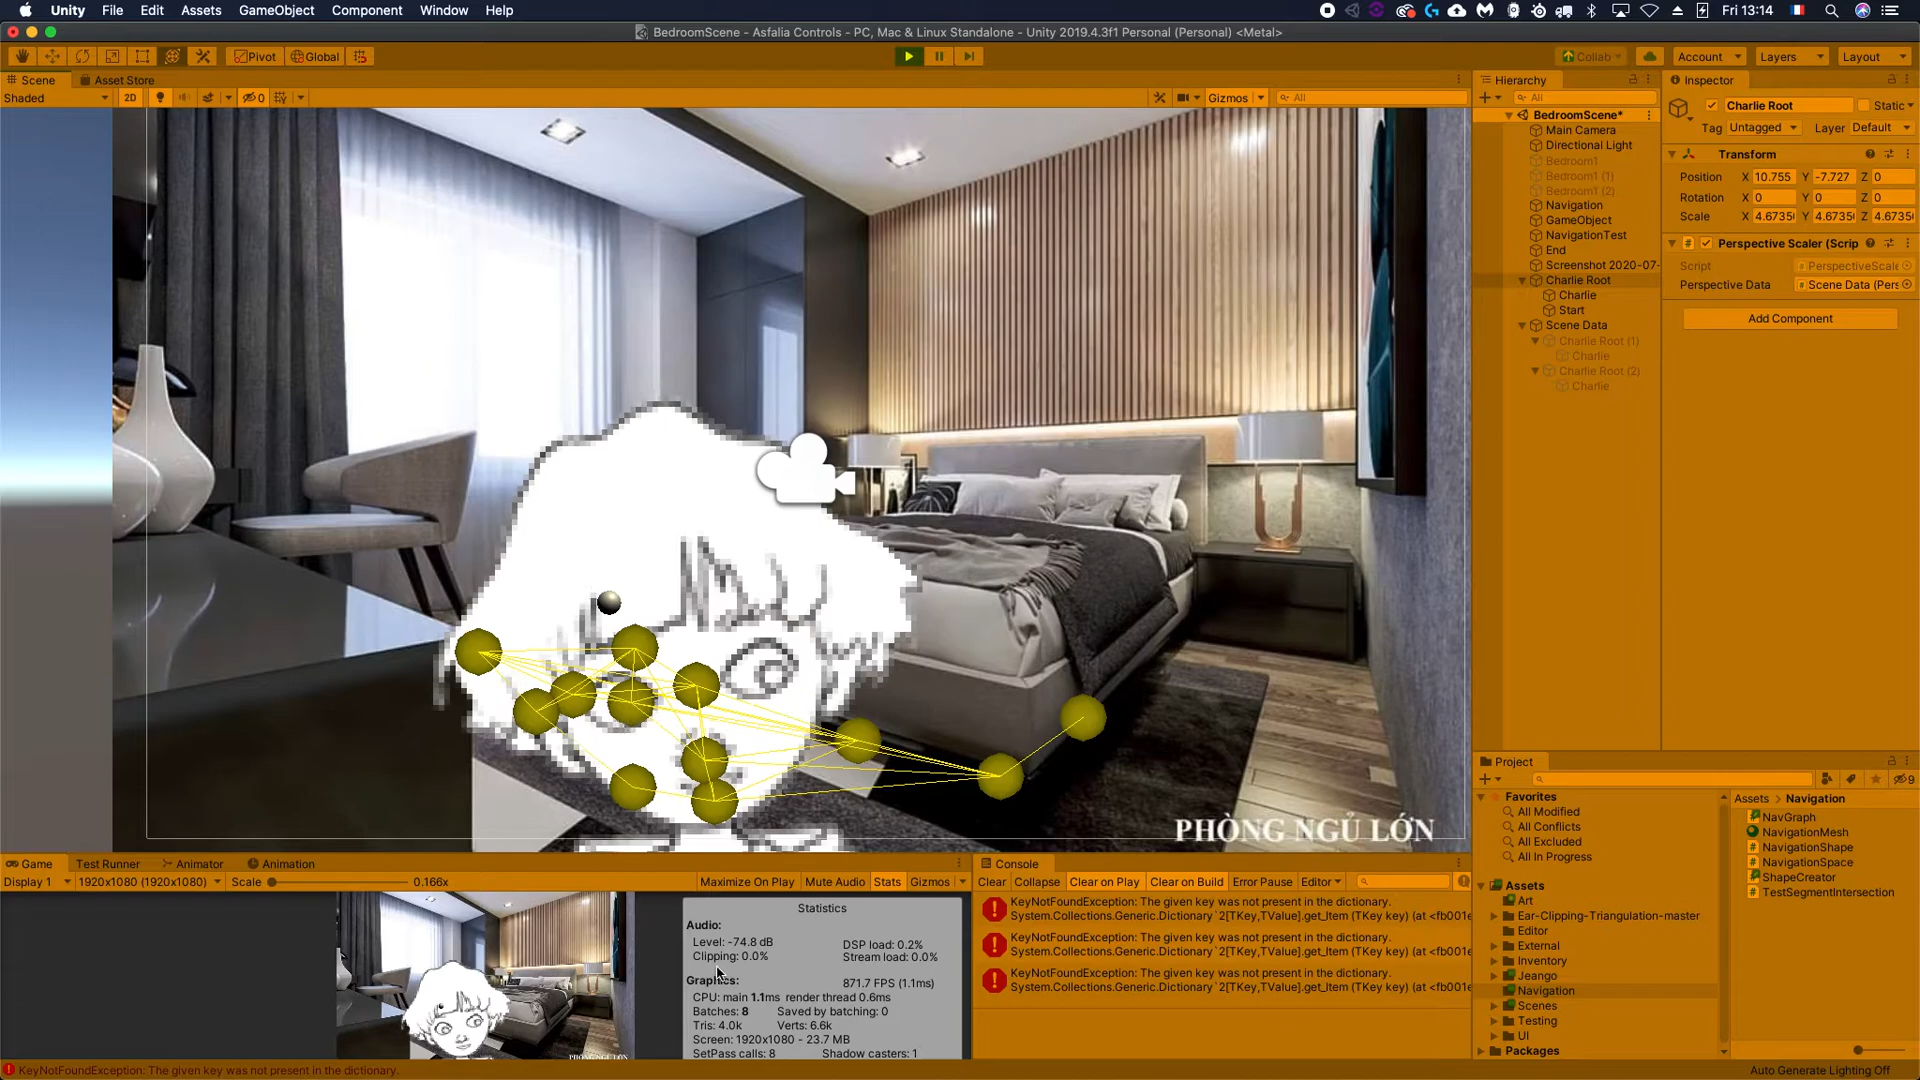 Unity File Edit Assets GameObject Component Window Help Fri 13:14
BedroomScene - Asfalia Controls - PC, Mac & Linux Standalone - Unity 2019.4.3f1 Personal (Personal) <Metal>
Pivot Global Collab Account Layers Layout
Scene Asset Store
Shaded 2D 0 Gizmos All
PHÒNG NGỦ LỚN
Hierarchy
All
BedroomScene*
Main Camera
Directional Light
Bedroom1
Bedroom1 (1)
Bedroom1 (2)
Navigation
GameObject
NavigationTest
End
Screenshot 2020-07-
Charlie Root
Charlie
Start
Scene Data
Charlie Root (1)
Charlie
Charlie Root (2)
Charlie
Inspector
Charlie Root Static
Tag Untagged Layer Default
Transform
Position X 10.755 Y -7.727 Z 0
Rotation X 0 Y 0 Z 0
Scale X 4.6735 Y 4.6735 Z 4.6735
Perspective Scaler (Scrip
Script PerspectiveScale
Perspective Data Scene Data (Pers
Add Component
Game Test Runner Animator Animation
Display 1 1920x1080 (1920x1080) Scale 0.166x Maximize On Play Mute Audio Stats Gizmos
Statistics
Audio:
Level: -74.8 dB DSP load: 0.2%
Clipping: 0.0% Stream load: 0.0%
Graphics: 871.7 FPS (1.1ms)
CPU: main 1.1ms render thread 0.6ms
Batches: 8 Saved by batching: 0
Tris: 4.0k Verts: 6.6k
Screen: 1920x1080 - 23.7 MB
SetPass calls: 8 Shadow casters: 1
PHÒNG NGỦ LỚN
Console
Clear Collapse Clear on Play Clear on Build Error Pause Editor
KeyNotFoundException: The given key was not present in the dictionary.
System.Collections.Generic.Dictionary`2[TKey,TValue].get_Item (TKey key) (at <fb001e
KeyNotFoundException: The given key was not present in the dictionary.
System.Collections.Generic.Dictionary`2[TKey,TValue].get_Item (TKey key) (at <fb001e
KeyNotFoundException: The given key was not present in the dictionary.
System.Collections.Generic.Dictionary`2[TKey,TValue].get_Item (TKey key) (at <fb001e
Project
9
Favorites
All Modified
All Conflicts
All Excluded
All In Progress
Assets
Art
Ear-Clipping-Triangulation-master
Editor
External
Inventory
Jeango
Navigation
Scenes
Testing
UI
Packages
Assets > Navigation
NavGraph
NavigationMesh
NavigationShape
NavigationSpace
ShapeCreator
TestSegmentIntersection
KeyNotFoundException: The given key was not present in the dictionary.
Auto Generate Lighting Off